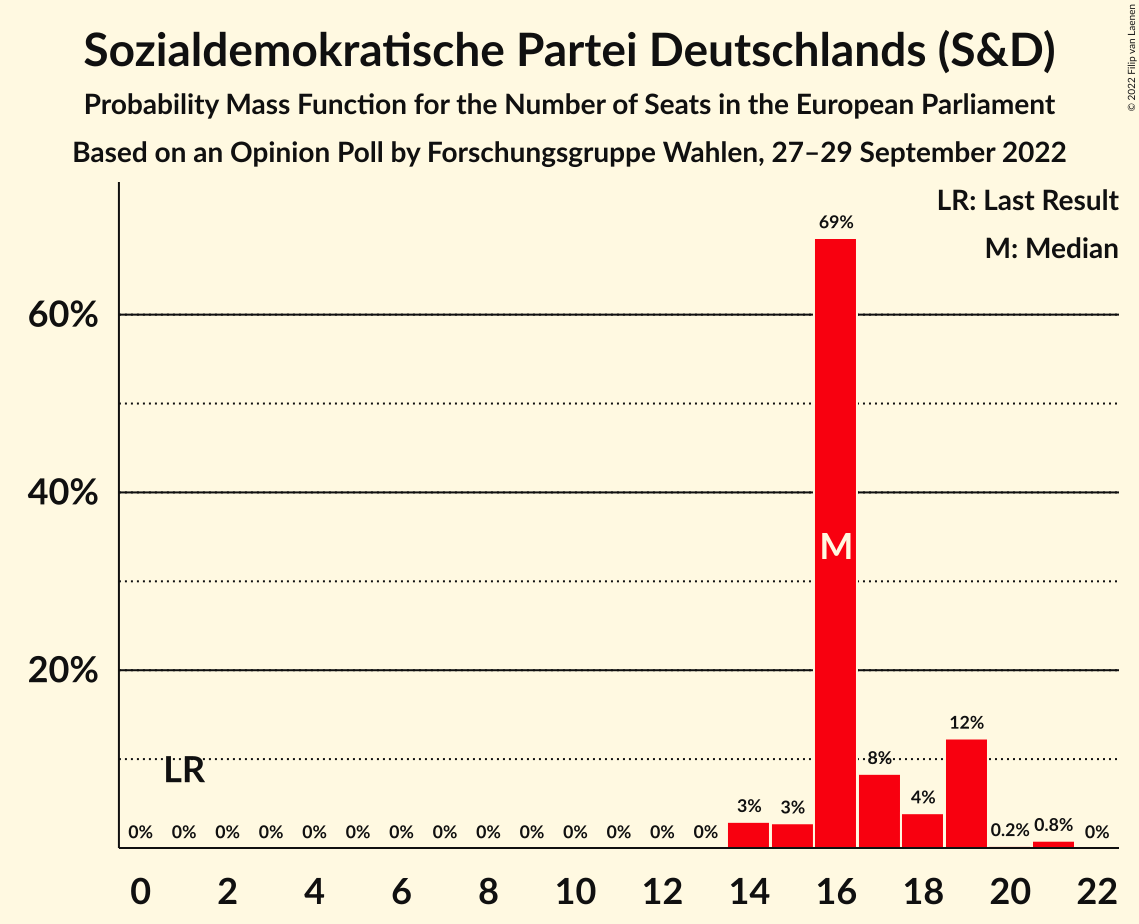 Sozialdemokratische Partei Deutschlands (S&D)
Probability Mass Function for the Number of Seats in the European Parliament
Based on an Opinion Poll by Forschungsgruppe Wahlen, 27–29 September 2022
© 2022 Filip van Laenen
LR: Last Result
M: Median
69%
60%
40%
M
20%
12%
LR
8%
3% 3% 4%
0% 0% 0% 0% 0% 0% 0% 0% 0% 0% 0% 0% 0% 0% 0.2% 0.8% 0%
0 2 4 6 8 10 12 14 16 18 20 22